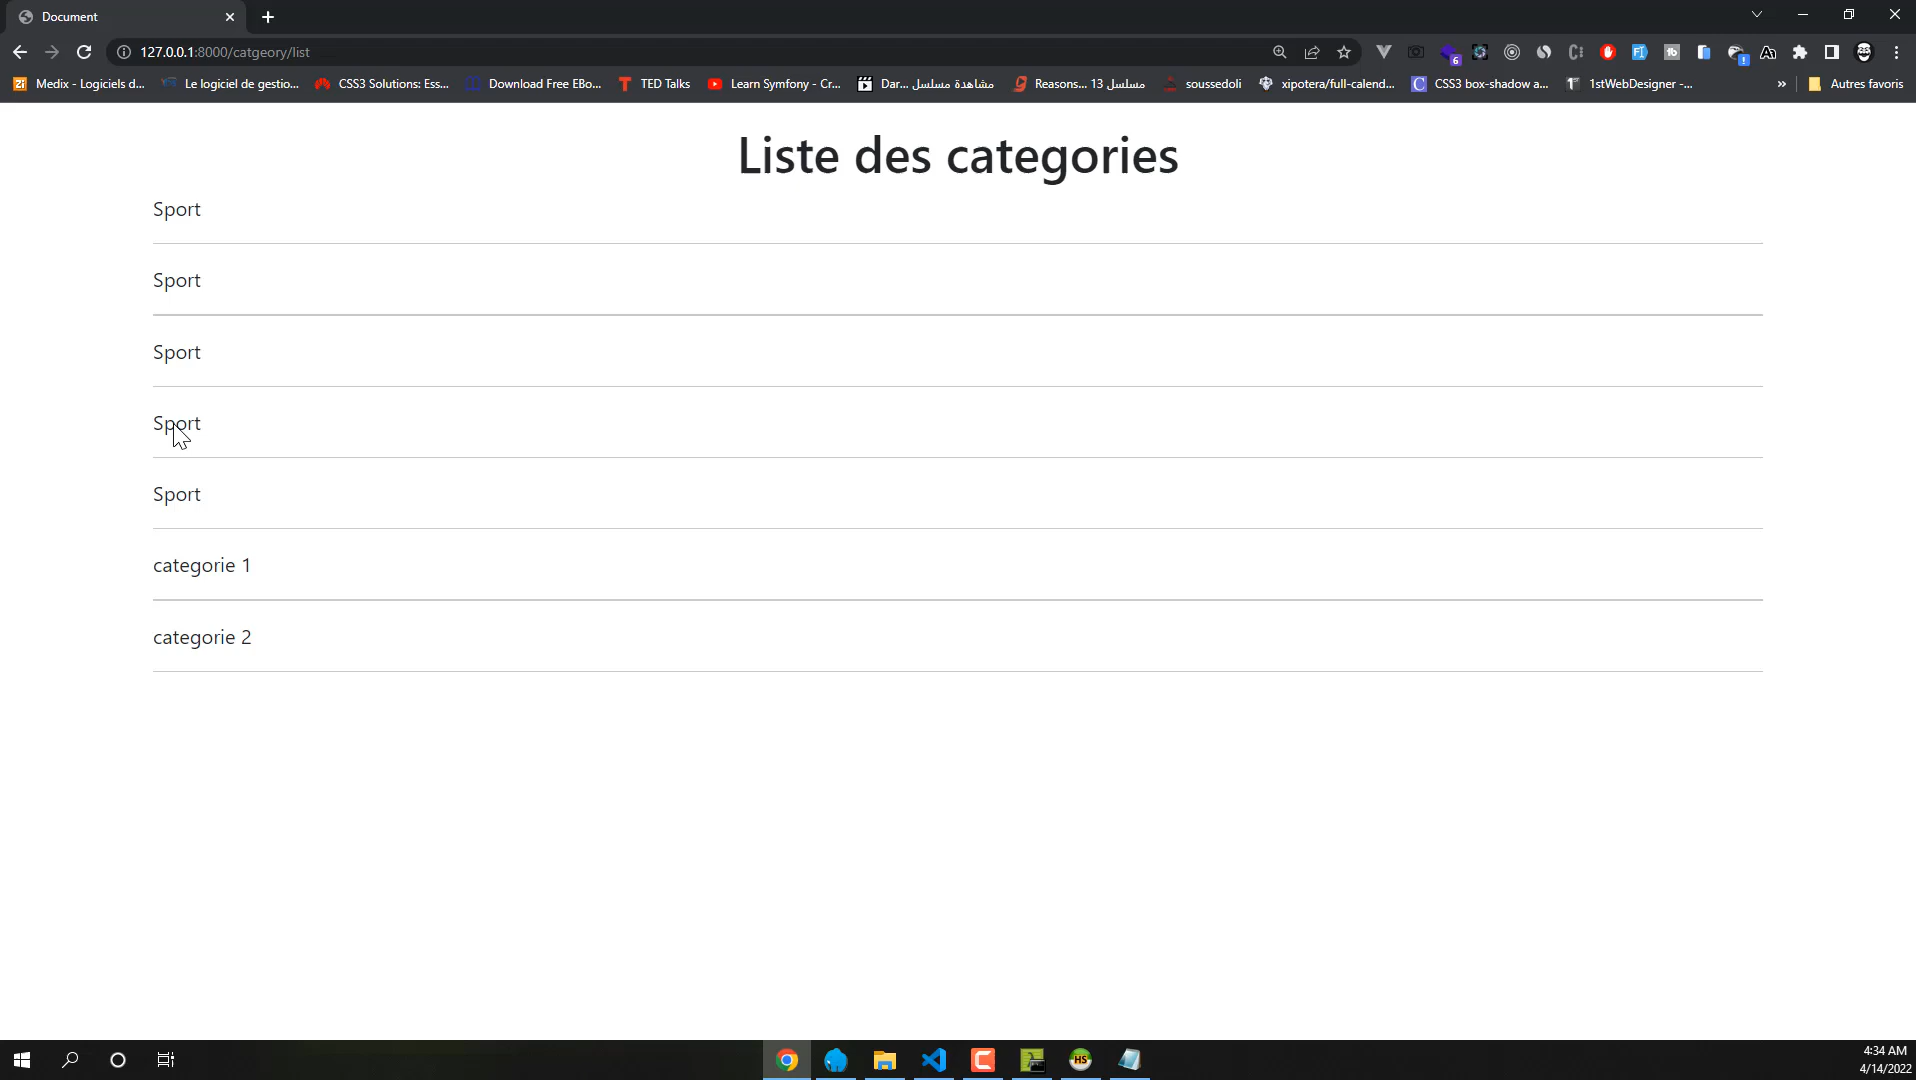 Document
127.0.0.1:8000/catgeory/list
6
Medix - Logiciels d...
Le logiciel de gestio...
CSS3 Solutions: Ess...
Download Free EBo...
TED Talks
Learn Symfony - Cr...
Dar... مشاهدة مسلسل
Reasons... 13 مسلسل
soussedoli
xipotera/full-calend...
CSS3 box-shadow a...
1stWebDesigner -...
»
Autres favoris
Liste des categories
Sport
Sport
Sport
Sport
Sport
categorie 1
categorie 2
HS
4:34 AM
4/14/2022